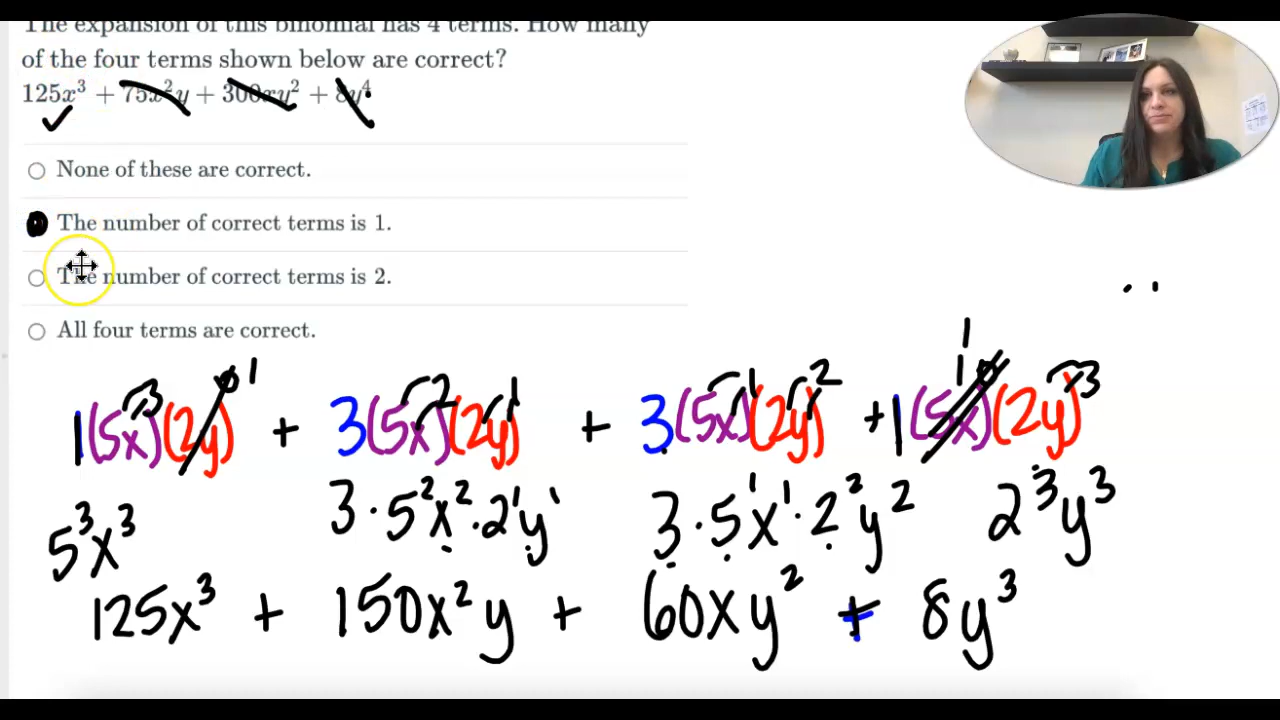 The expansion of this binomial has 4 terms. How many
of the four terms shown below are correct?
125x³ + 75x²y + 300xy² + 8y⁴
None of these are correct.
The number of correct terms is 1.
The number of correct terms is 2.
All four terms are correct.
1(5x)³(2y)⁰ 1 + 3(5x)²(2y)¹ + 3(5x)¹(2y)² + 1(5x)⁰(2y)³
5³x³ 3·5²x²·2¹y¹ 3·5¹x¹·2²y² 2³y³
125x³ + 150x²y + 60xy² + 8y³